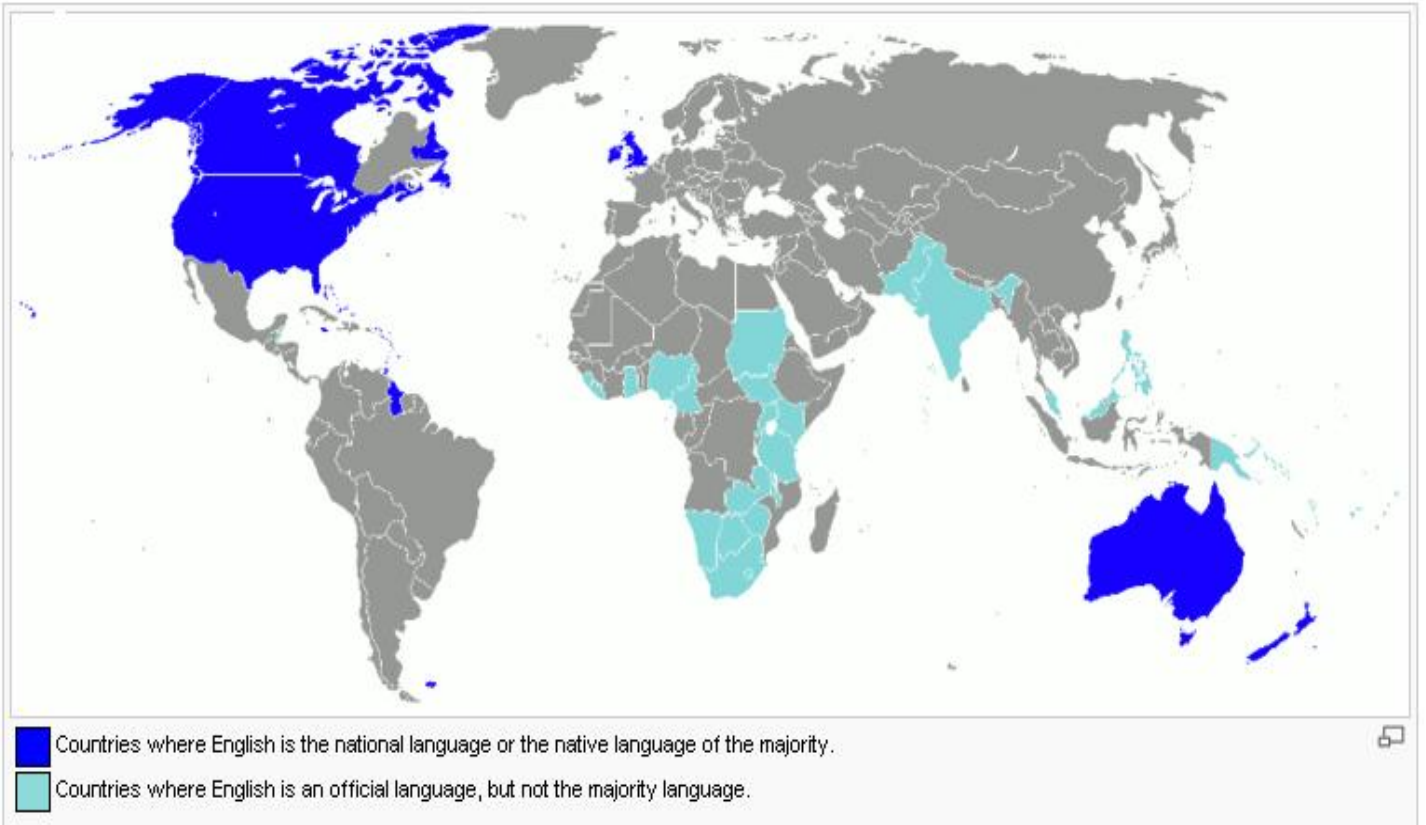 Countries where English is the national language or the native language of the majority.
Countries where English is an official language, but not the majority language.